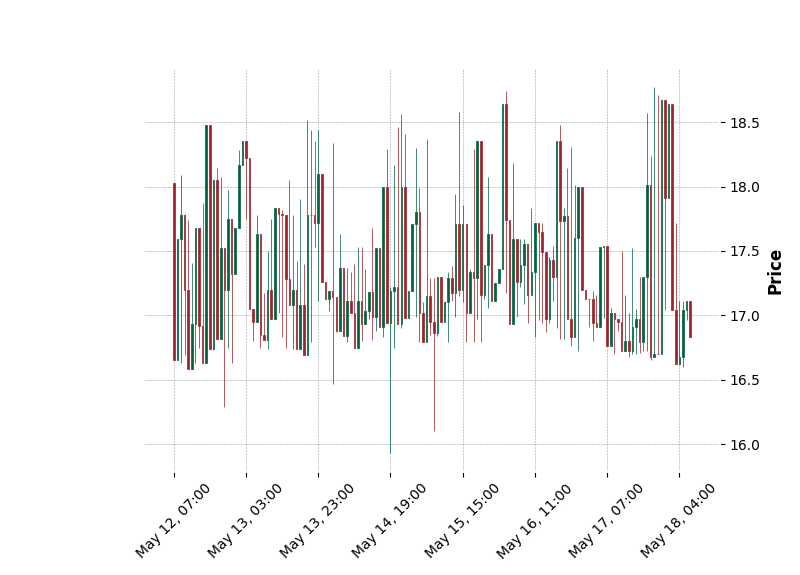 18.5
18.0
17.5
17.0
16.5
16.0
Price
May 12, 07:00
May 13, 03:00
May 13, 23:00
May 14, 19:00
May 15, 15:00
May 16, 11:00
May 17, 07:00
May 18, 04:00